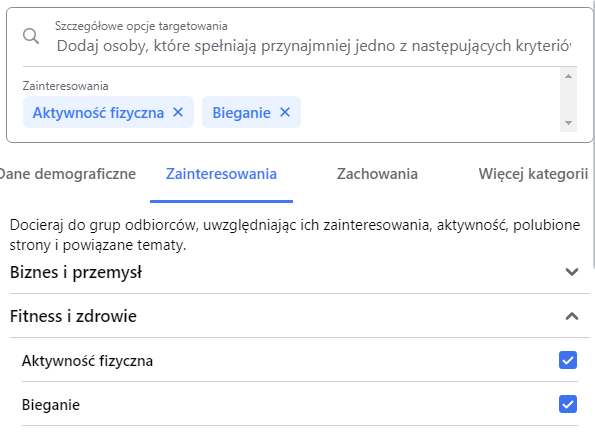 Szczegółowe opcje targetowania
Dodaj osoby, które spełniają przynajmniej jedno z następujących kryteriów
Zainteresowania
Aktywność fizyczna ✕ Bieganie ✕
Dane demograficzne Zainteresowania Zachowania Więcej kategorii
Docieraj do grup odbiorców, uwzględniając ich zainteresowania, aktywność, polubione
strony i powiązane tematy.
Biznes i przemysł
Fitness i zdrowie
Aktywność fizyczna
Bieganie